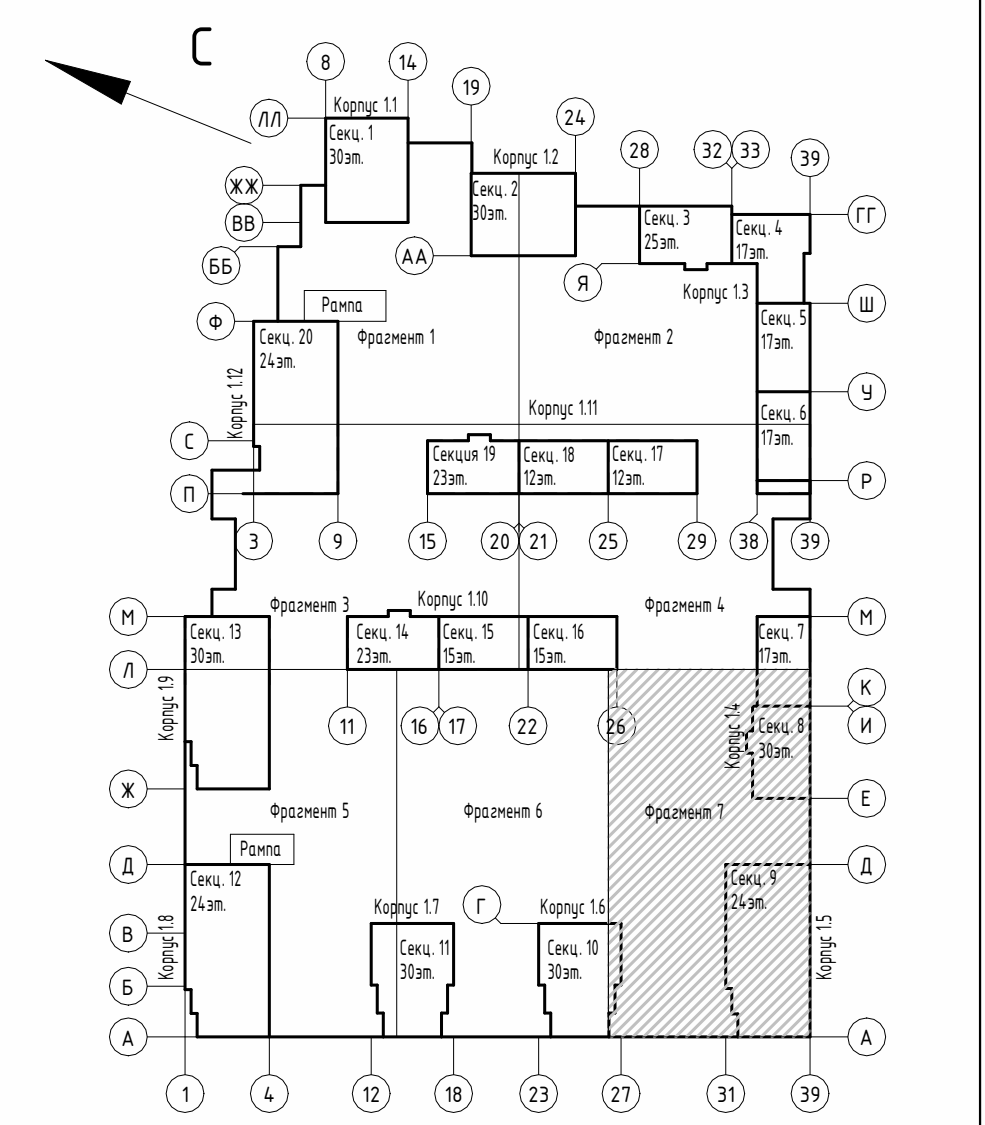 С
8
14
19
24
ЛЛ
Корпус 1.1
Секц. 1
30эт.
Корпус 1.2
28
32
33
39
ЖЖ
Секц. 2
30эт.
ВВ
Секц. 3
25эт.
Секц. 4
17эт.
ГГ
ББ
АА
Я
Корпус 1.3
Рампа
Ш
Ф
Секц. 20
24эт.
Фрагмент 1
Фрагмент 2
Секц. 5
17эт.
Корпус 1.12
У
Корпус 1.11
Секц. 6
17эт.
С
Секция 19
23эт.
Секц. 18
12эт.
Секц. 17
12эт.
П
Р
3
9
15
20
21
25
29
38
39
Фрагмент 3
Корпус 1.10
Фрагмент 4
М
Секц. 13
30эт.
Секц. 14
23эт.
Секц. 15
15эт.
Секц. 16
15эт.
Секц. 7
17эт.
М
Л
Корпус 1.9
11
16
17
22
26
Корпус 1.4
Секц. 8
30эт.
К
И
Ж
Е
Фрагмент 5
Фрагмент 6
Фрагмент 7
Рампа
Д
Секц. 12
24эт.
Секц. 9
24эт.
Д
Корпус 1.7
Г
Корпус 1.6
В
Корпус 1.8
Секц. 11
30эт.
Секц. 10
30эт.
Корпус 1.5
Б
А
А
1
4
12
18
23
27
31
39